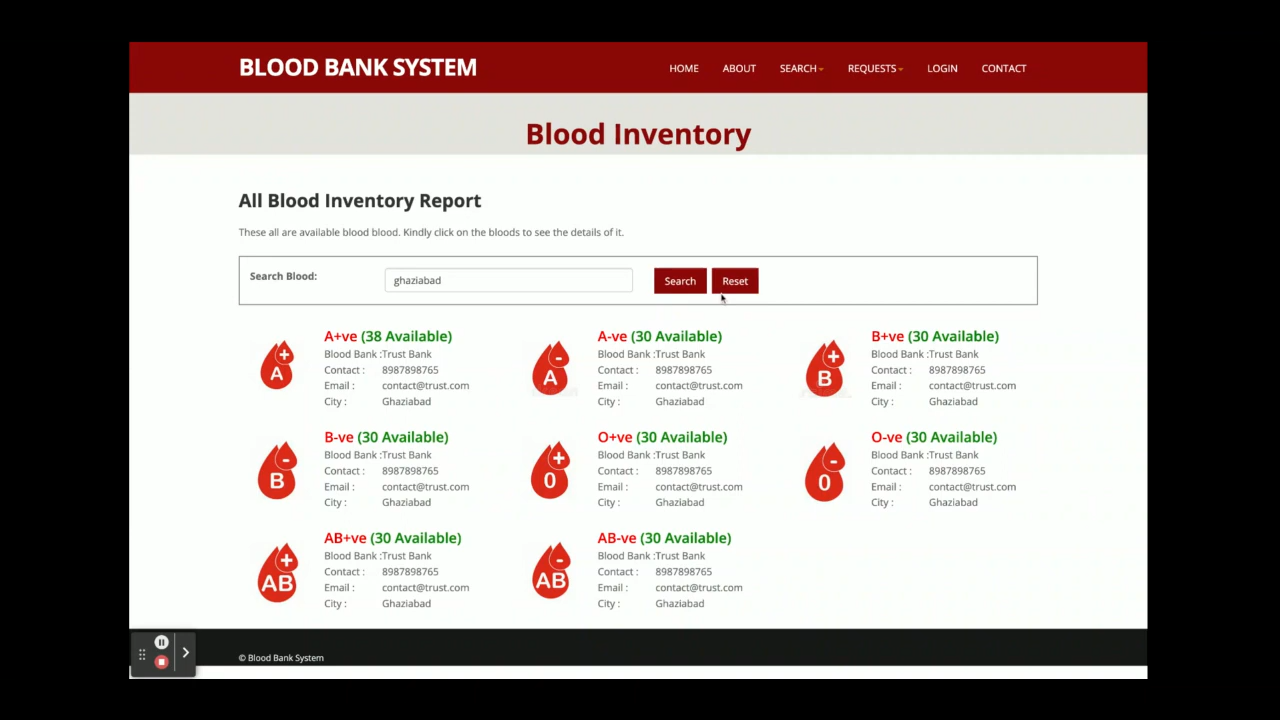 BLOOD BANK SYSTEM
HOME ABOUT SEARCH REQUESTS LOGIN CONTACT
Blood Inventory
All Blood Inventory Report
These all are available blood blood. Kindly click on the bloods to see the details of it.
Search Blood: ghaziabad Search Reset
A+ve (38 Available)
Blood Bank :Trust Bank
Contact : 8987898765
Email : contact@trust.com
City : Ghaziabad
+
A
A-ve (30 Available)
Blood Bank :Trust Bank
Contact : 8987898765
Email : contact@trust.com
City : Ghaziabad
-
A
B+ve (30 Available)
Blood Bank :Trust Bank
Contact : 8987898765
Email : contact@trust.com
City : Ghaziabad
+
B
B-ve (30 Available)
Blood Bank :Trust Bank
Contact : 8987898765
Email : contact@trust.com
City : Ghaziabad
-
B
O+ve (30 Available)
Blood Bank :Trust Bank
Contact : 8987898765
Email : contact@trust.com
City : Ghaziabad
+
0
O-ve (30 Available)
Blood Bank :Trust Bank
Contact : 8987898765
Email : contact@trust.com
City : Ghaziabad
-
0
AB+ve (30 Available)
Blood Bank :Trust Bank
Contact : 8987898765
Email : contact@trust.com
City : Ghaziabad
+
AB
AB-ve (30 Available)
Blood Bank :Trust Bank
Contact : 8987898765
Email : contact@trust.com
City : Ghaziabad
-
AB
© Blood Bank System